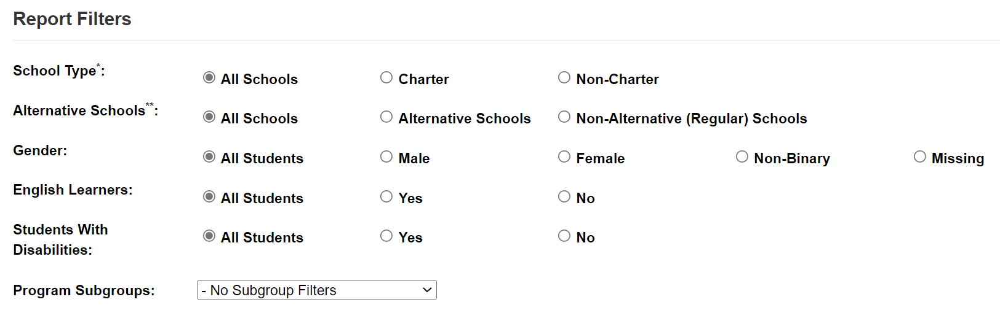 Report Filters
School Type*: All Schools Charter Non-Charter
Alternative Schools**: All Schools Alternative Schools Non-Alternative (Regular) Schools
Gender: All Students Male Female Non-Binary Missing
English Learners: All Students Yes No
Students With
Disabilities: All Students Yes No
Program Subgroups: - No Subgroup Filters